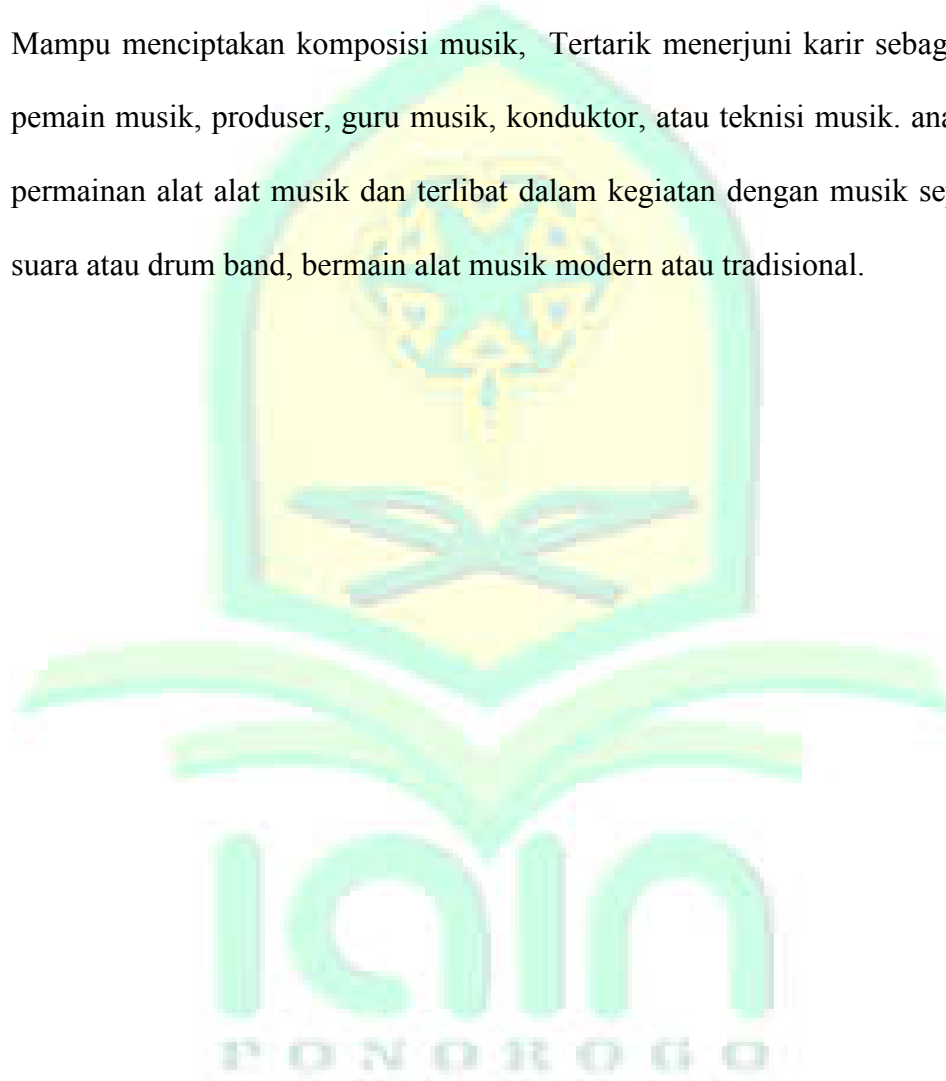 Mampu menciptakan komposisi musik, Tertarik menerjuni karir sebag
pemain musik, produser, guru musik, konduktor, atau teknisi musik. ana
permainan alat alat musik dan terlibat dalam kegiatan dengan musik se
suara atau drum band, bermain alat musik modern atau tradisional.
iain
PONOROGO